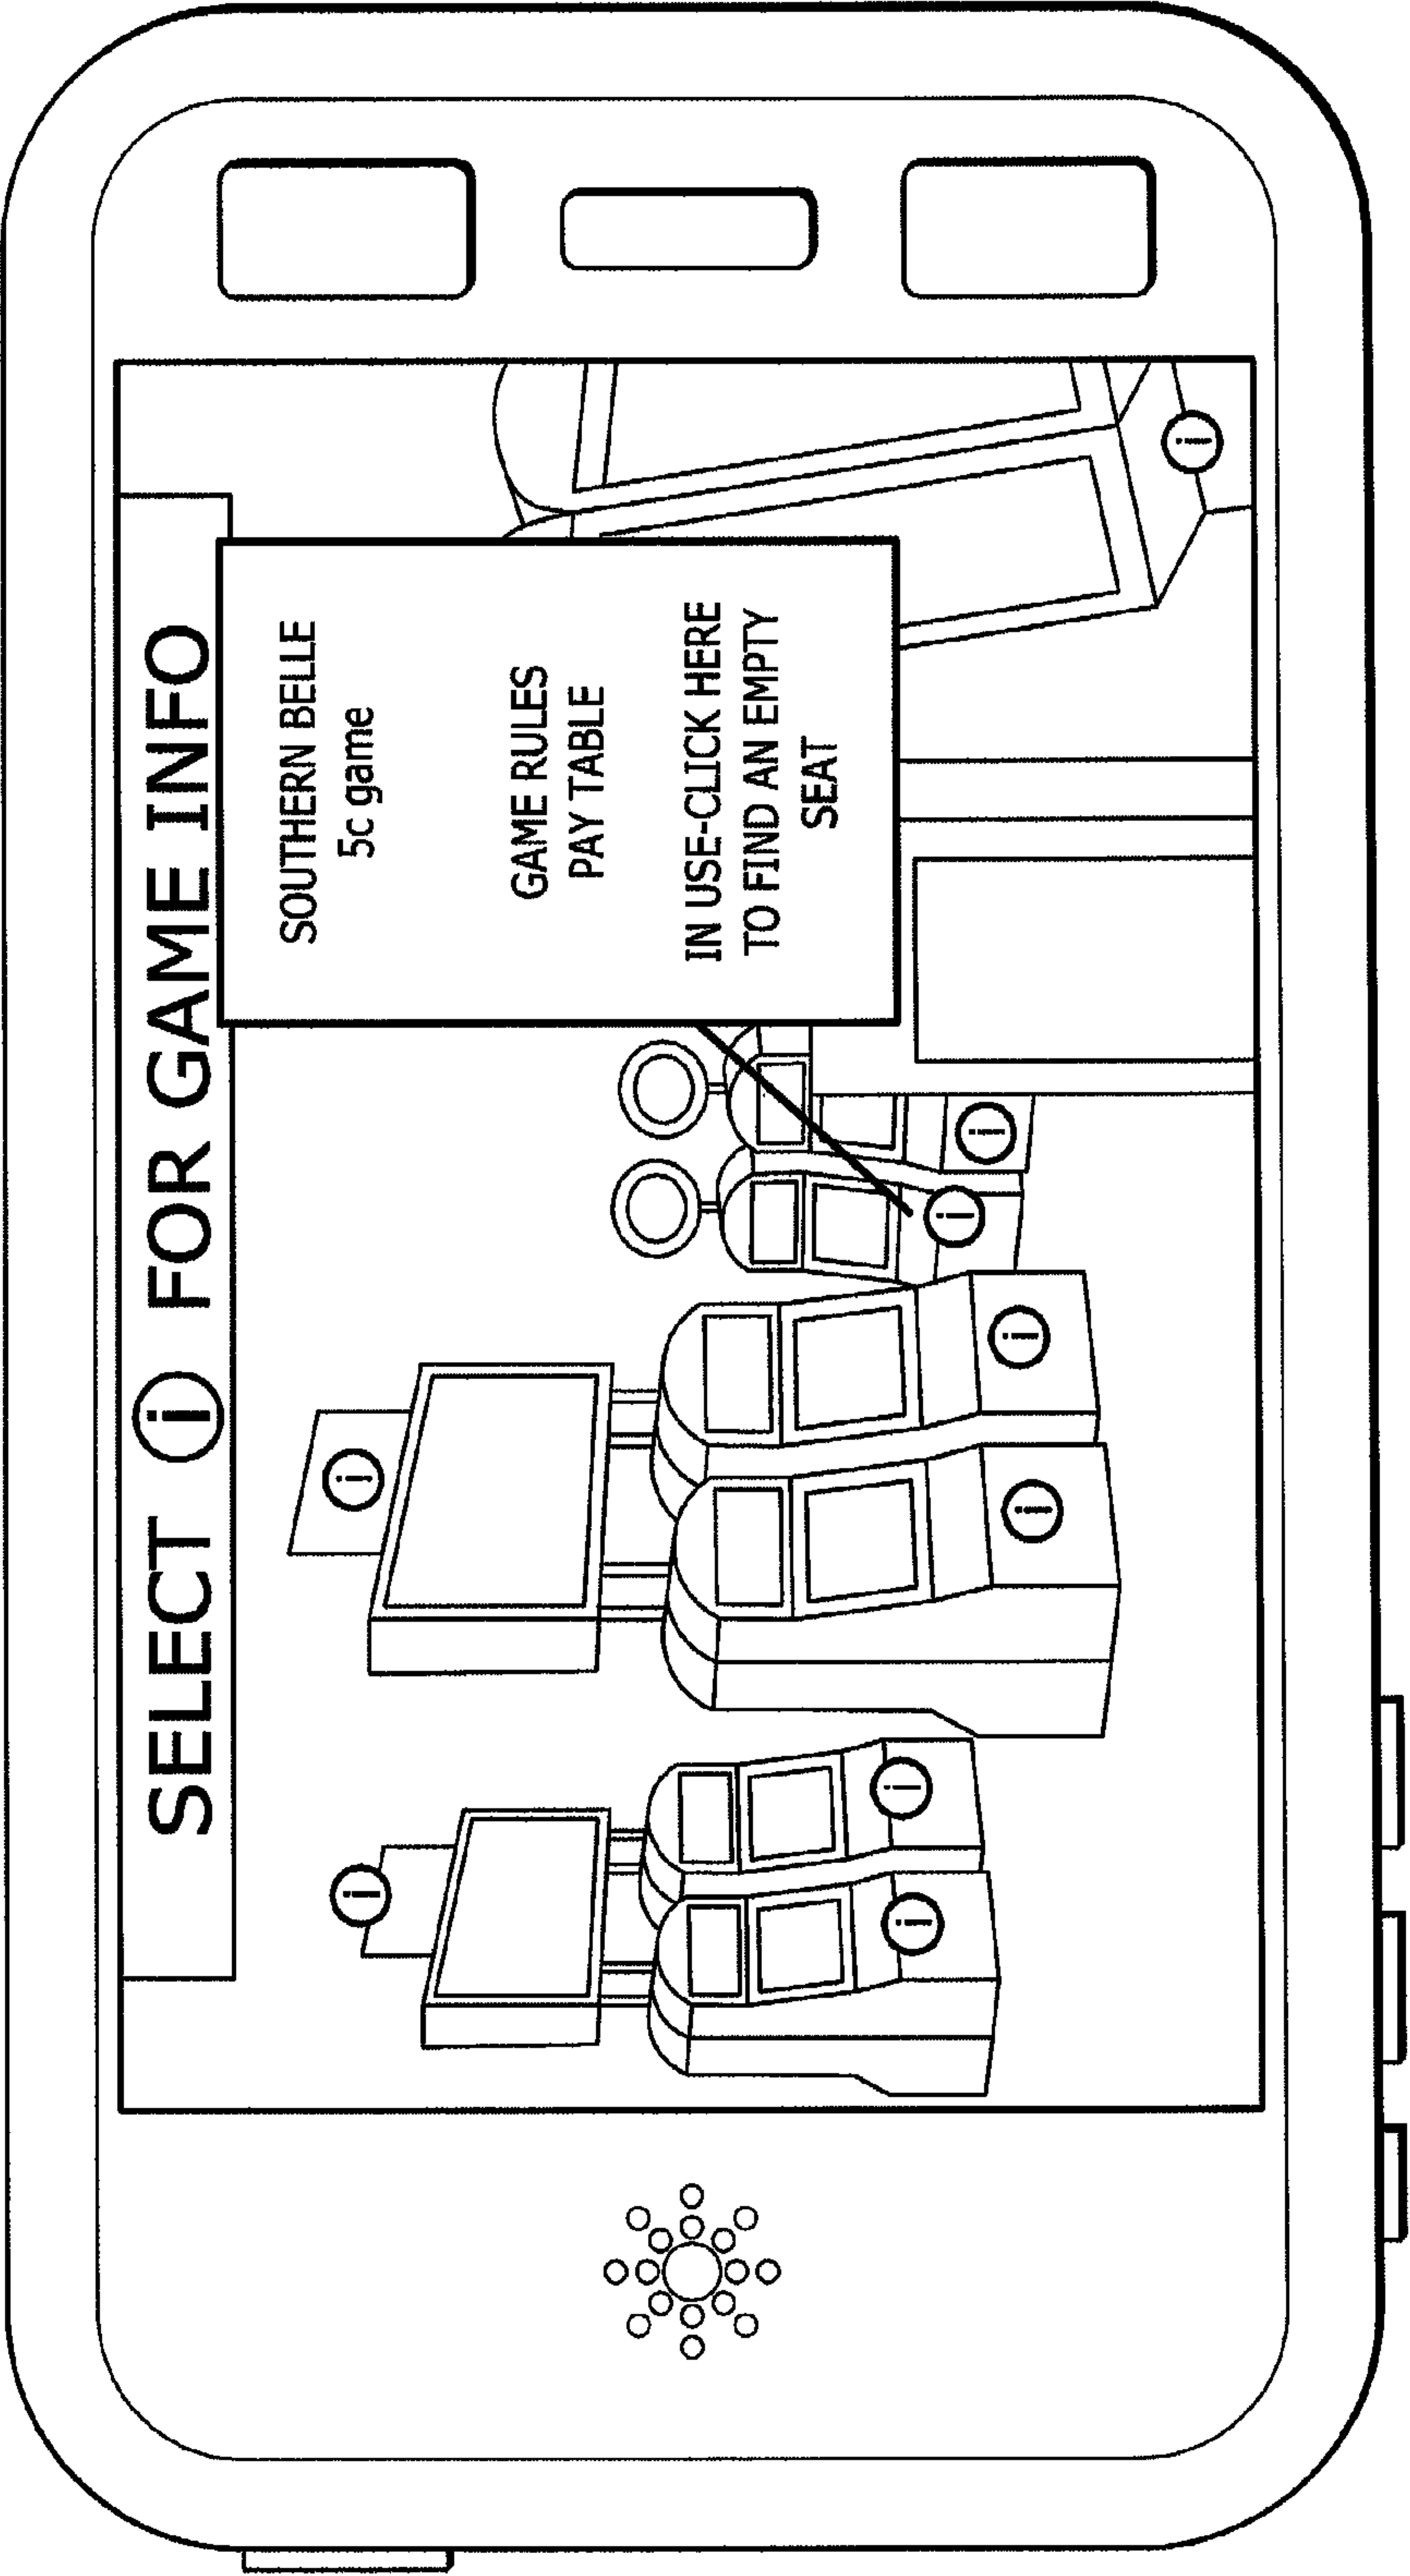 SELECT ⓘ FOR GAME INFO
SOUTHERN BELLE
5c game
GAME RULES
PAY TABLE
IN USE-CLICK HERE
TO FIND AN EMPTY
SEAT
i
i
i
i
i
i
i
i
i
i
i